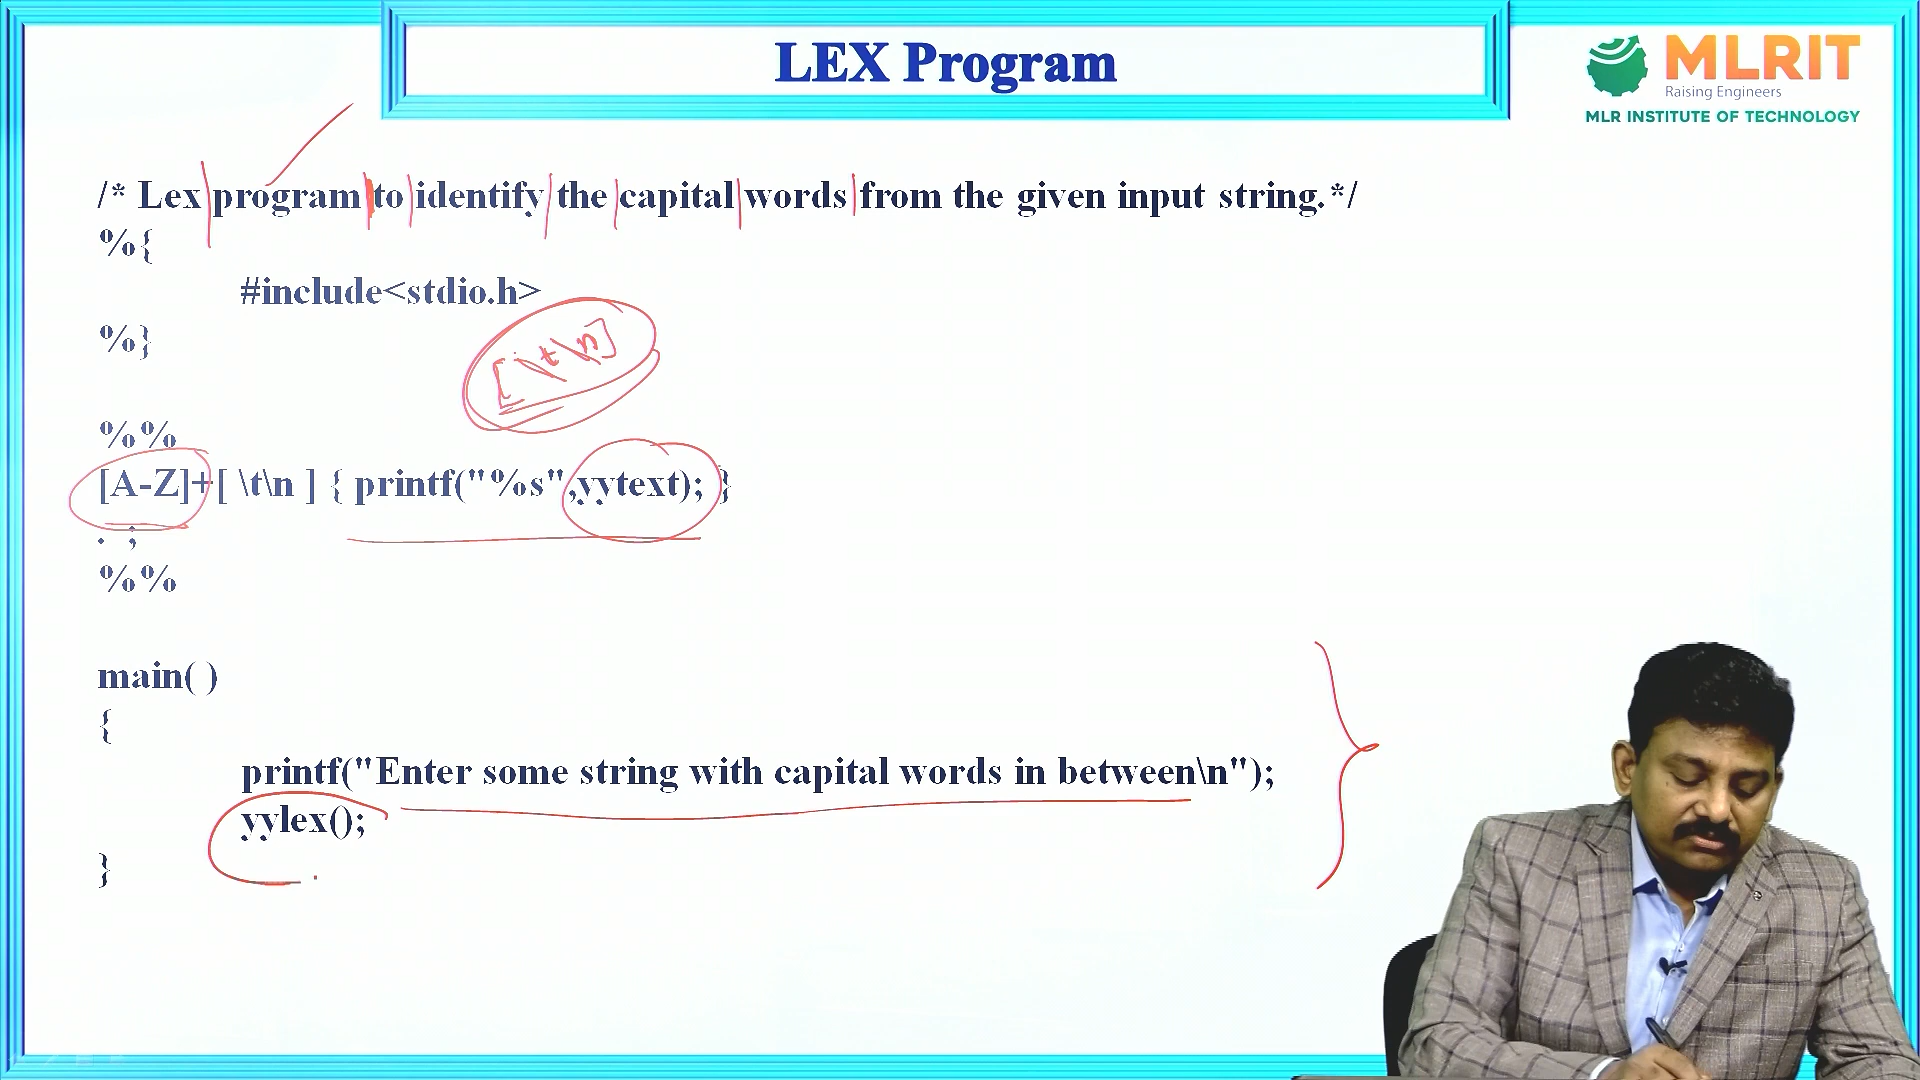 LEX Program
MLRIT
Raising Engineers
MLR INSTITUTE OF TECHNOLOGY
/* Lex program to identify the capital words from the given input string.*/
%{
#include<stdio.h>
%}
[\t\n]
%%
[A-Z]+[ \t\n ] { printf("%s",yytext); }
. ;
%%
main( )
{
printf("Enter some string with capital words in between\n");
yylex();
}